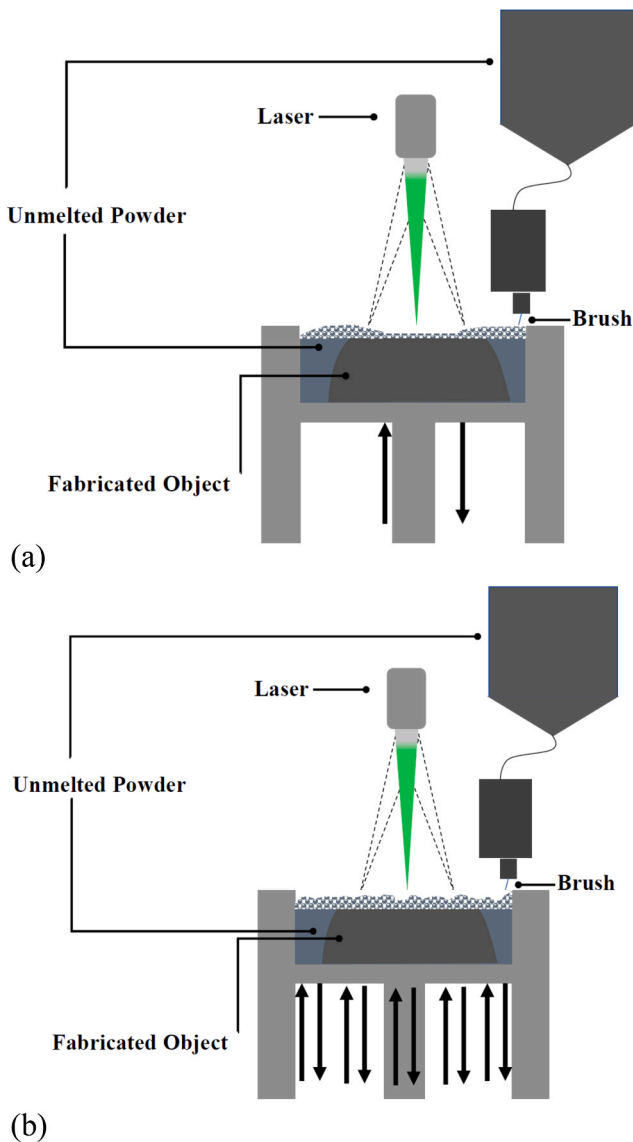 Laser
Unmelted Powder
Brush
Fabricated Object
(a)
Laser
Unmelted Powder
Brush
Fabricated Object
(b)